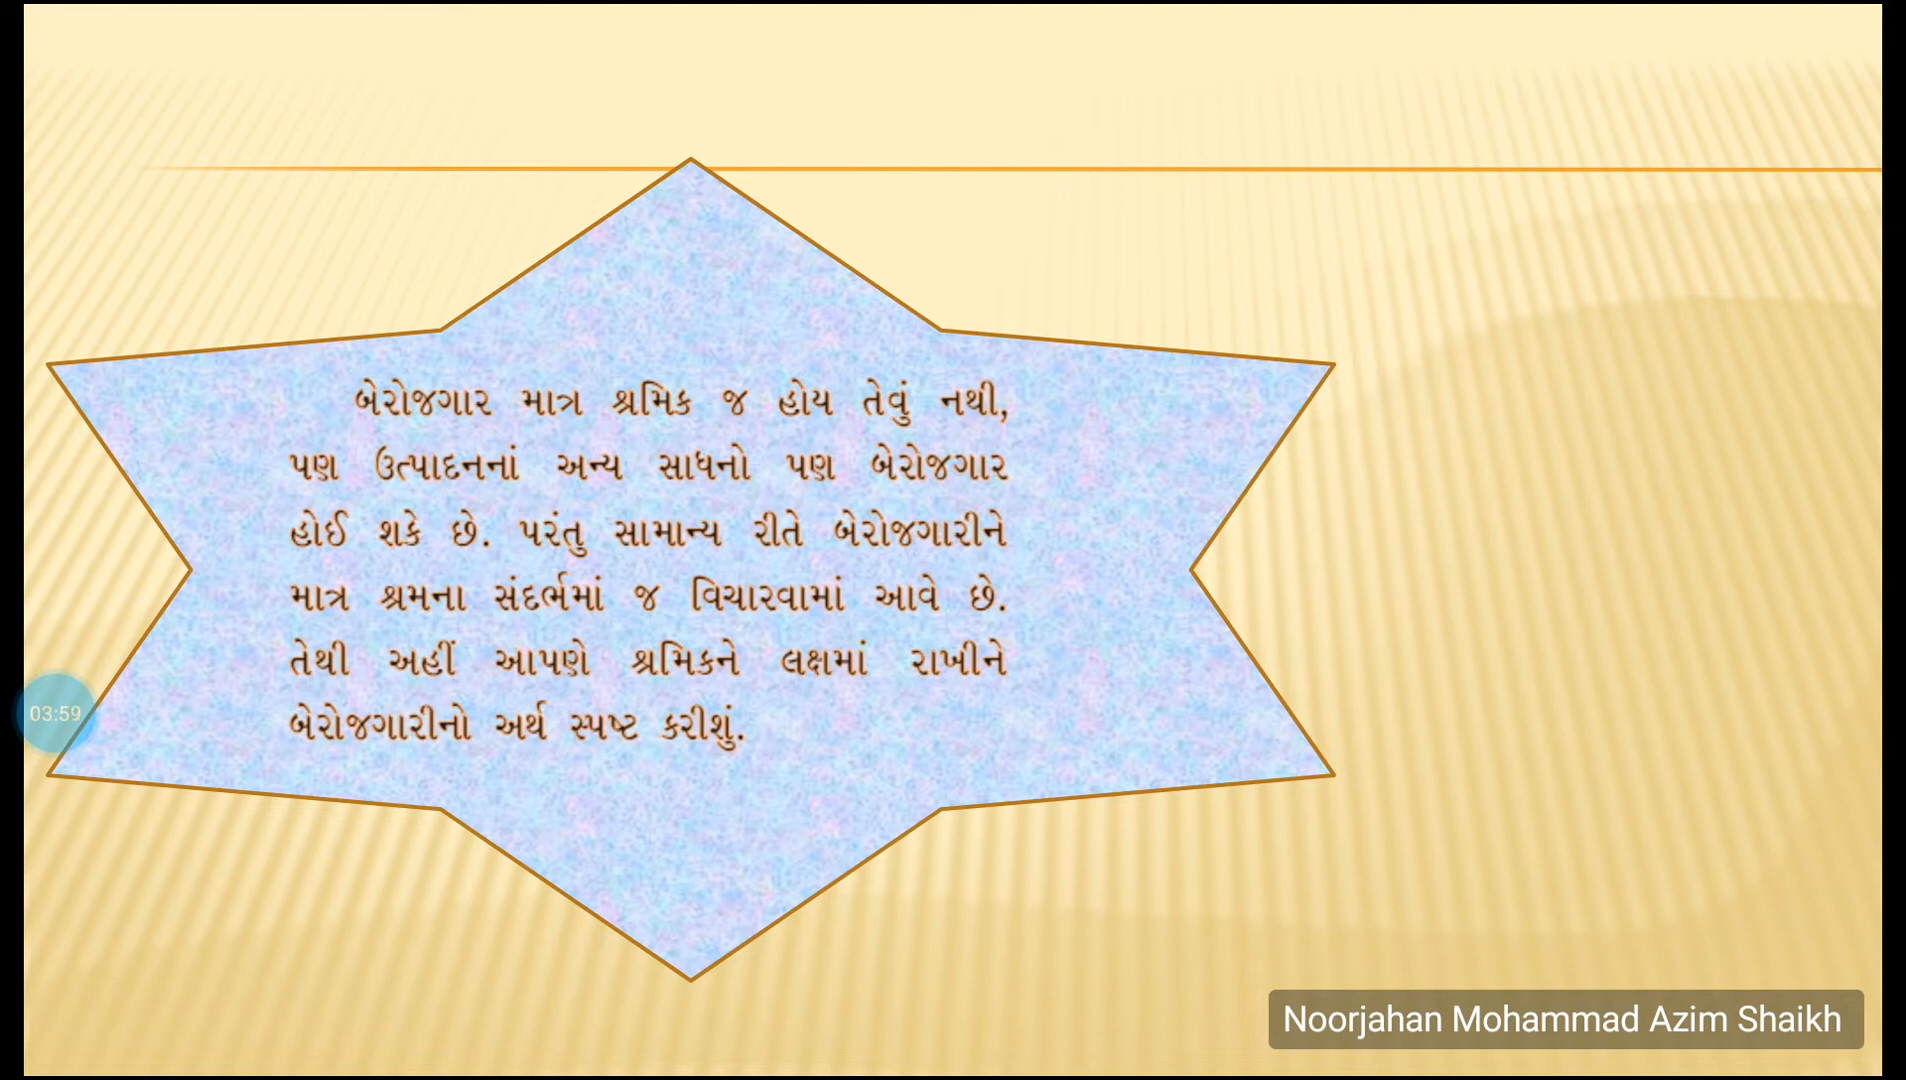 બેરોજગાર માત્ર શ્રમિક જ હોય તેવું નથી,
પણ ઉત્પાદનનાં અન્ય સાધનો પણ બેરોજગાર
હોઈ શકે છે. પરંતુ સામાન્ય રીતે બેરોજગારીને
માત્ર શ્રમના સંદર્ભમાં જ વિચારવામાં આવે છે.
તેથી અહીં આપણે શ્રમિકને લક્ષમાં રાખીને
બેરોજગારીનો અર્થ સ્પષ્ટ કરીશું.
03:59
Noorjahan Mohammad Azim Shaikh